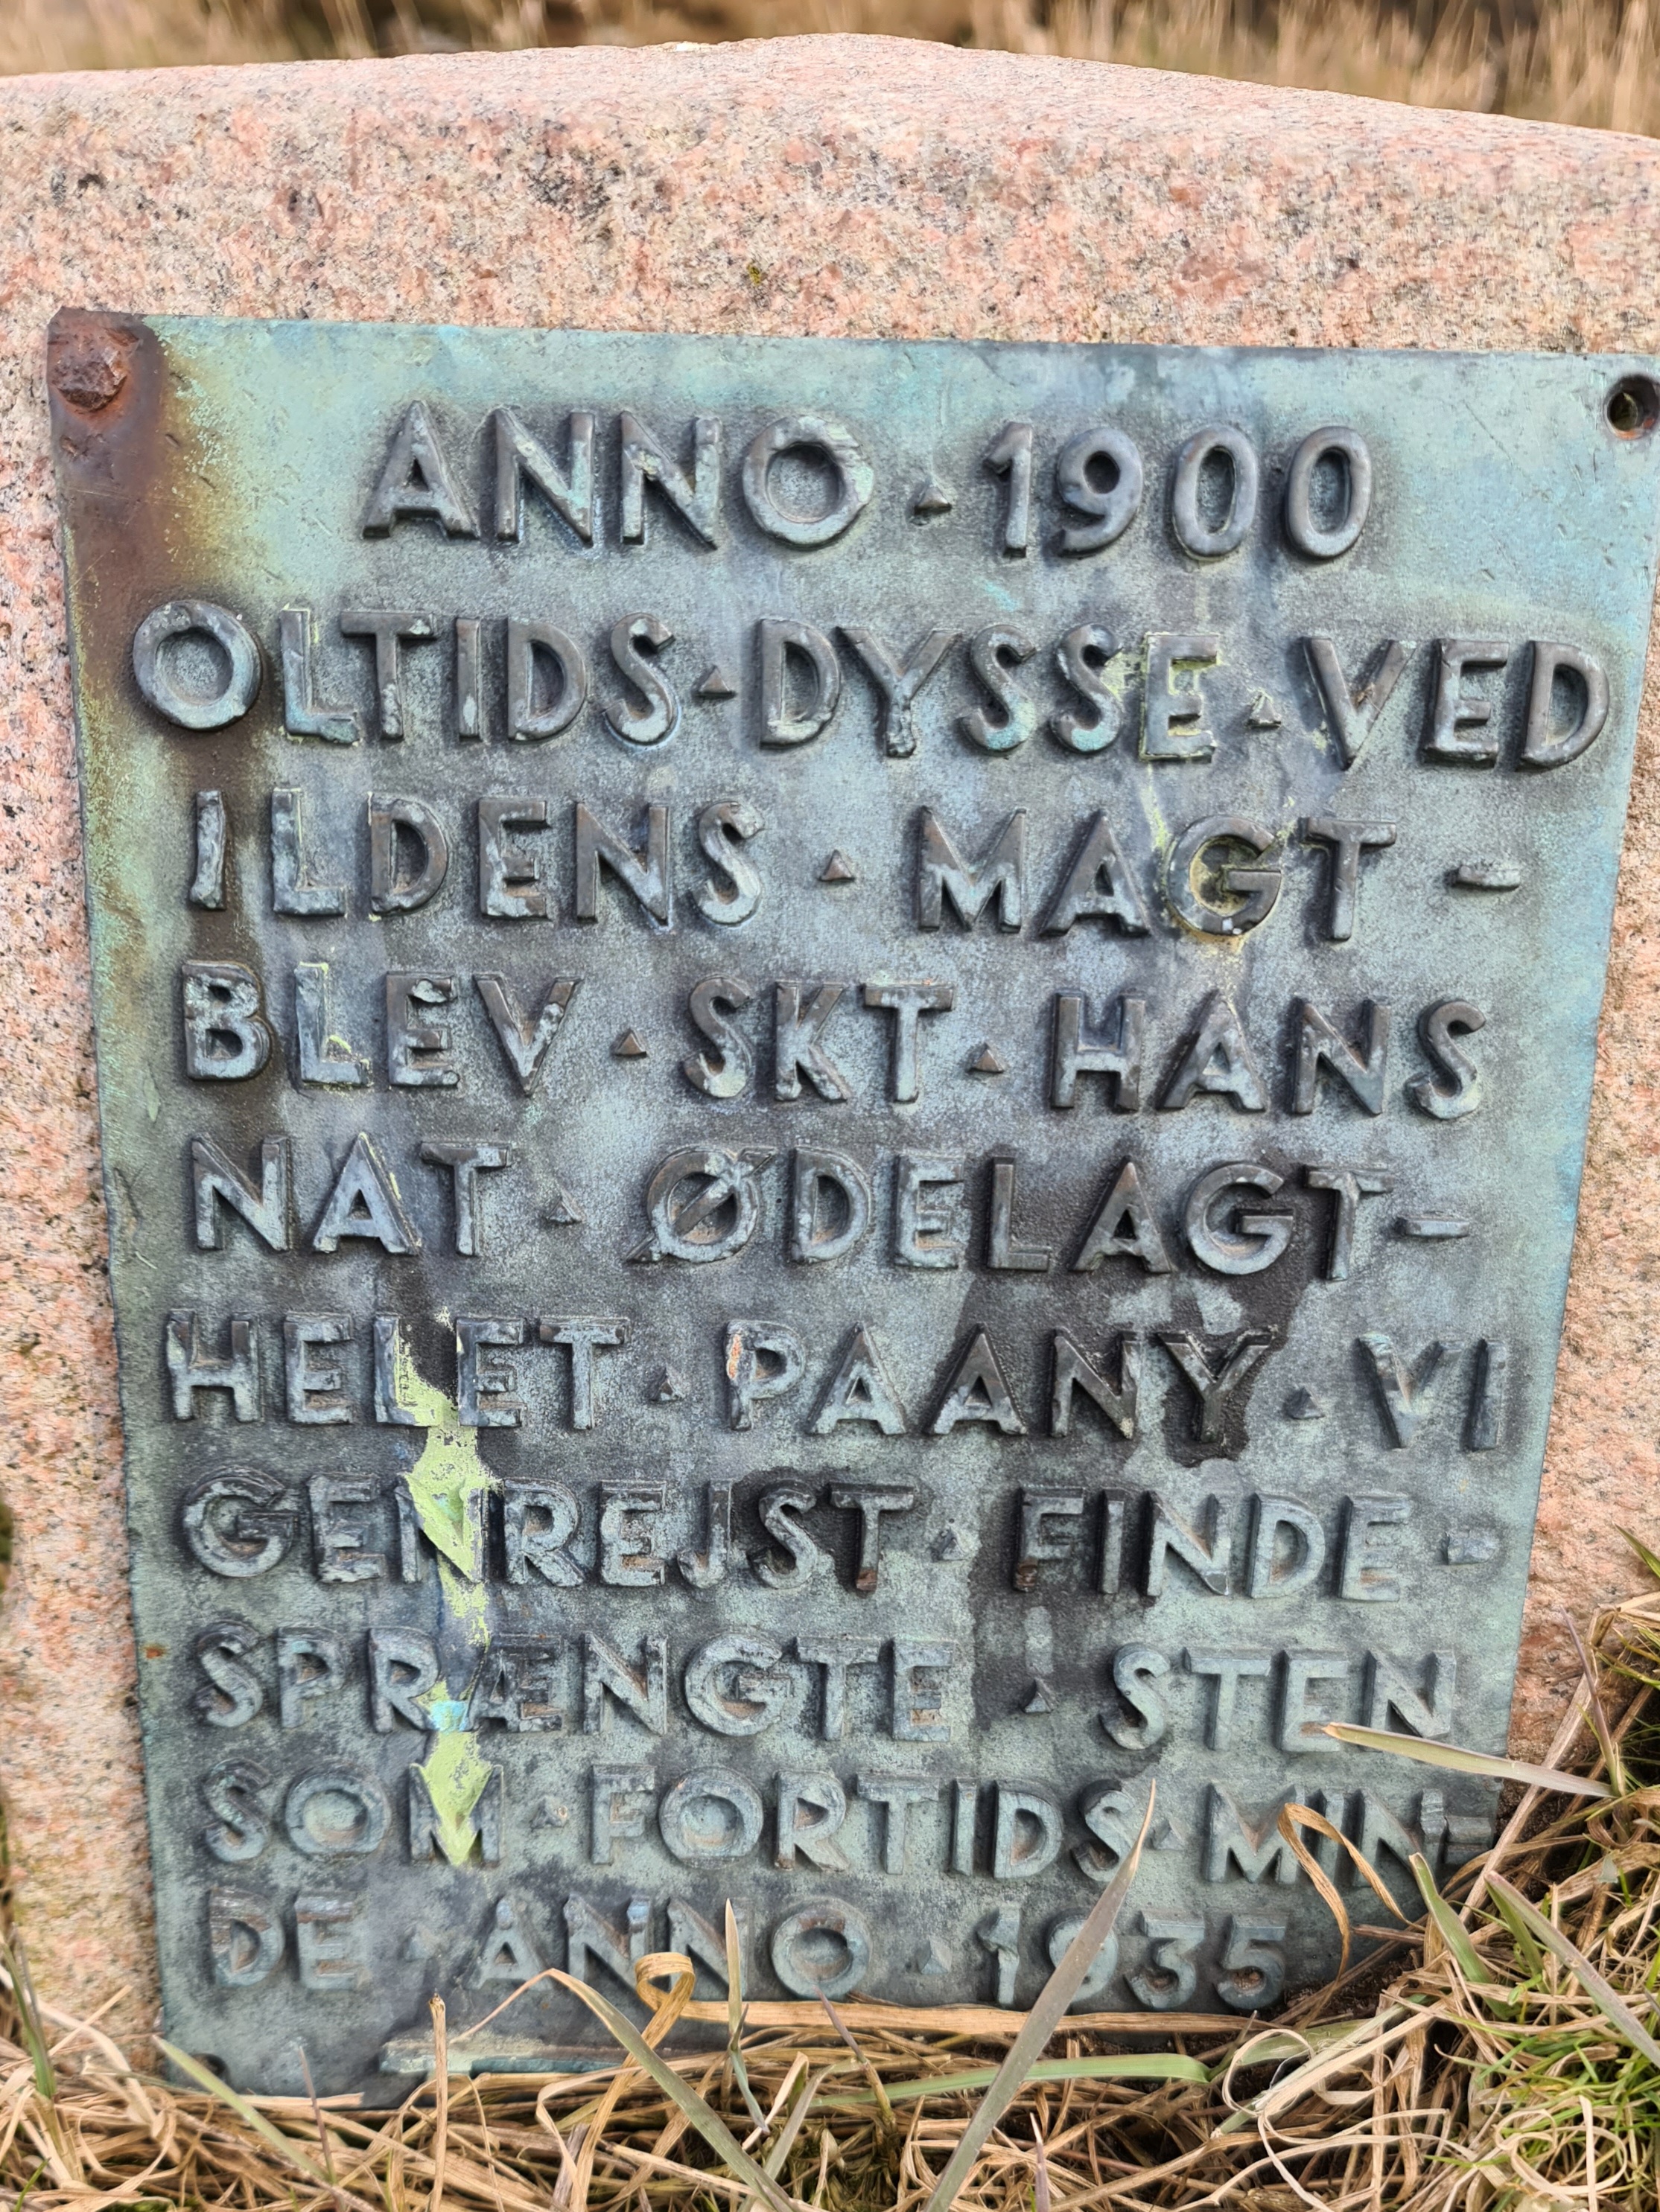 ANNO · 1900
OLTIDS · DYSSE · VED
ILDENS · MAGT -
BLEV · SKT · HANS
NAT · ØDELAGT -
HELET · PAANY · VI
GENREJST · FINDE -
SPRÆNGTE · STEN
SOM · FORTIDS · MIN=
DE · ANNO · 1935